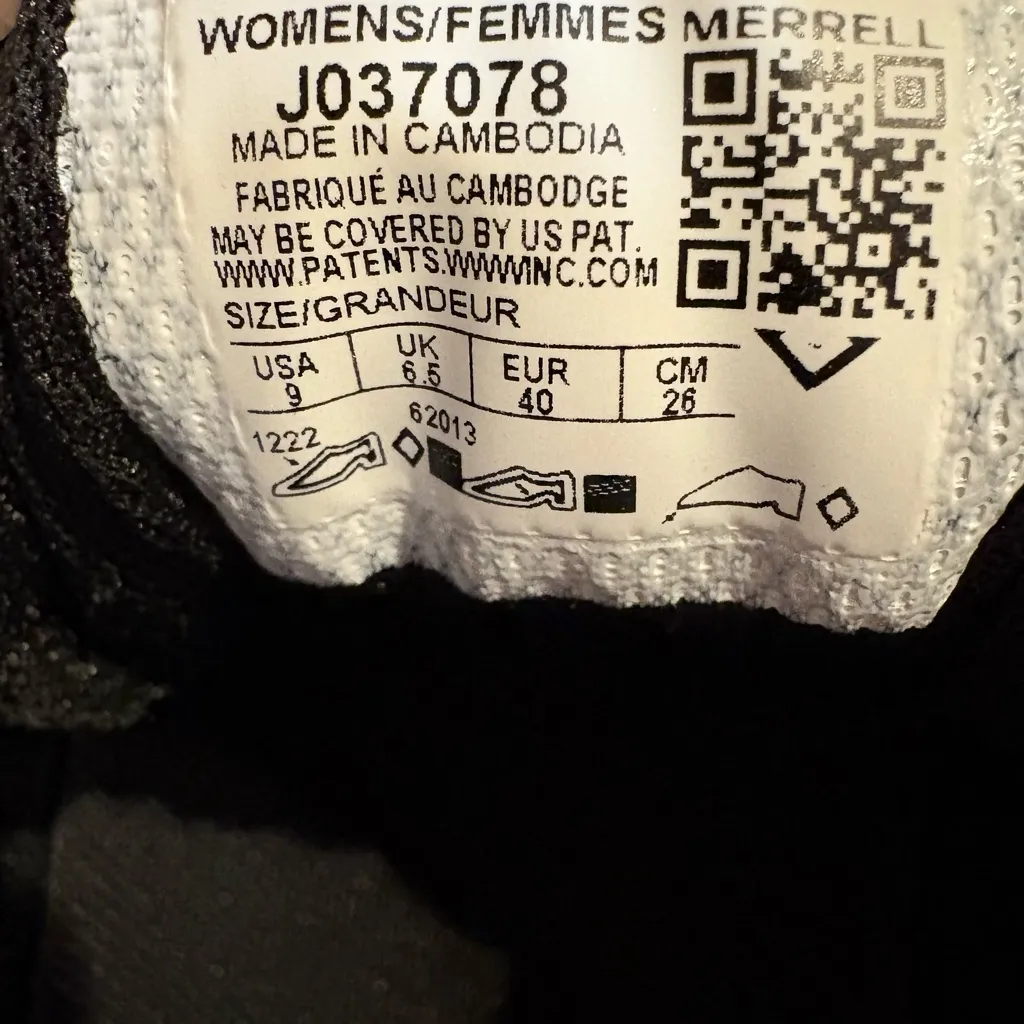 WOMENS/FEMMES MERRELL
J037078
MADE IN CAMBODIA
FABRIQUÉ AU CAMBODGE
MAY BE COVERED BY US PAT.
WWW.PATENTS.WWWINC.COM
SIZE/GRANDEUR
USA UK EUR CM
9 6.5 40 26
1222 62013